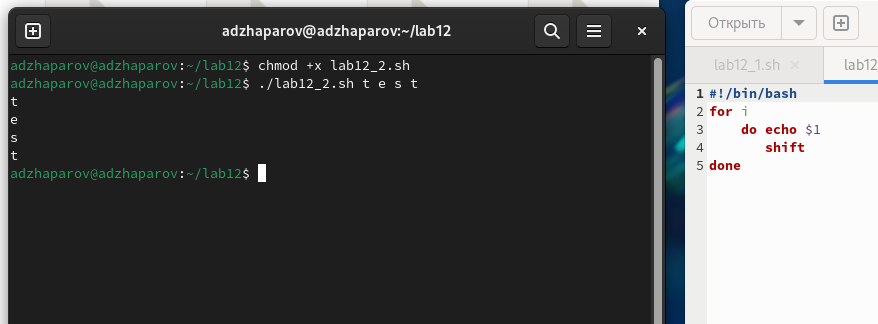 adzhaparov@adzhaparov:~/lab12
adzhaparov@adzhaparov:~/lab12$ chmod +x lab12_2.sh
adzhaparov@adzhaparov:~/lab12$ ./lab12_2.sh t e s t
t
e
s
t
adzhaparov@adzhaparov:~/lab12$
Открыть
lab12_1.sh × lab12
1 #!/bin/bash
2 for i
3 do echo $1
4 shift
5 done